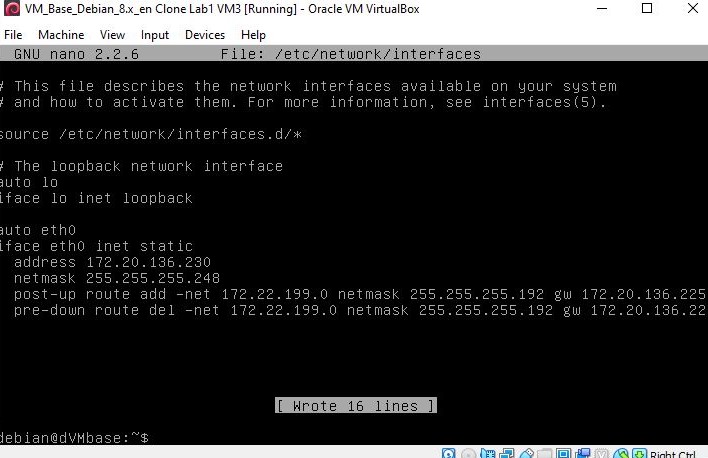 VM_Base_Debian_8.x_en Clone Lab1 VM3 [Running] - Oracle VM VirtualBox
File Machine View Input Devices Help
GNU nano 2.2.6 File: /etc/network/interfaces
# This file describes the network interfaces available on your system
# and how to activate them. For more information, see interfaces(5).
source /etc/network/interfaces.d/*
# The loopback network interface
auto lo
iface lo inet loopback
auto eth0
iface eth0 inet static
address 172.20.136.230
netmask 255.255.255.248
post-up route add -net 172.22.199.0 netmask 255.255.255.192 gw 172.20.136.225
pre-down route del -net 172.22.199.0 netmask 255.255.255.192 gw 172.20.136.22
[ Wrote 16 lines ]
debian@dVMbase:~$
Right Ctrl